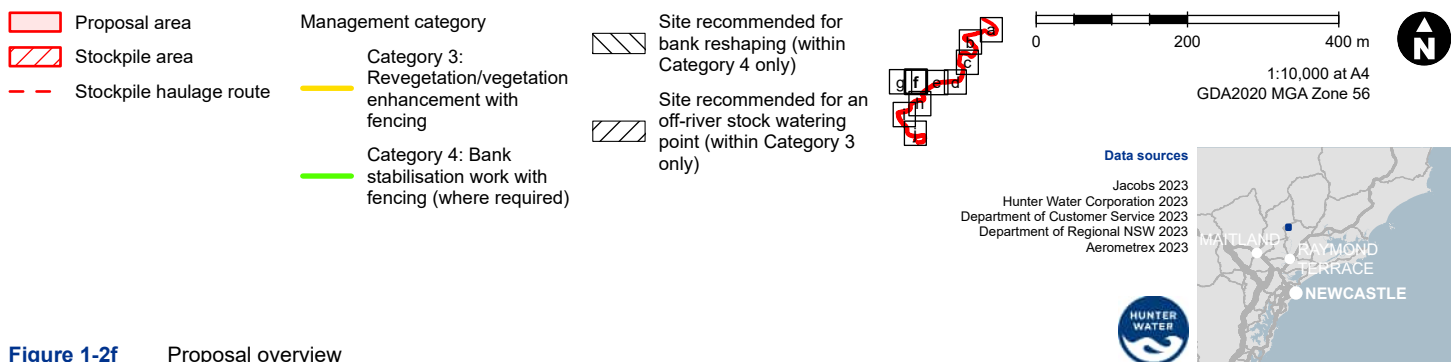 Proposal area
Stockpile area
Stockpile haulage route
Management category
Category 3:
Revegetation/vegetation
enhancement with
fencing
Category 4: Bank
stabilisation work with
fencing (where required)
Site recommended for
bank reshaping (within
Category 4 only)
Site recommended for an
off-river stock watering
point (within Category 3
only)
a
b
c
g f e d
0 200 400 m
N
1:10,000 at A4
GDA2020 MGA Zone 56
Data sources
Jacobs 2023
Hunter Water Corporation 2023
Department of Customer Service 2023
Department of Regional NSW 2023
Aerometrex 2023
MAITLAND
RAYMOND
TERRACE
NEWCASTLE
HUNTER
WATER
Figure 1-2f Proposal overview